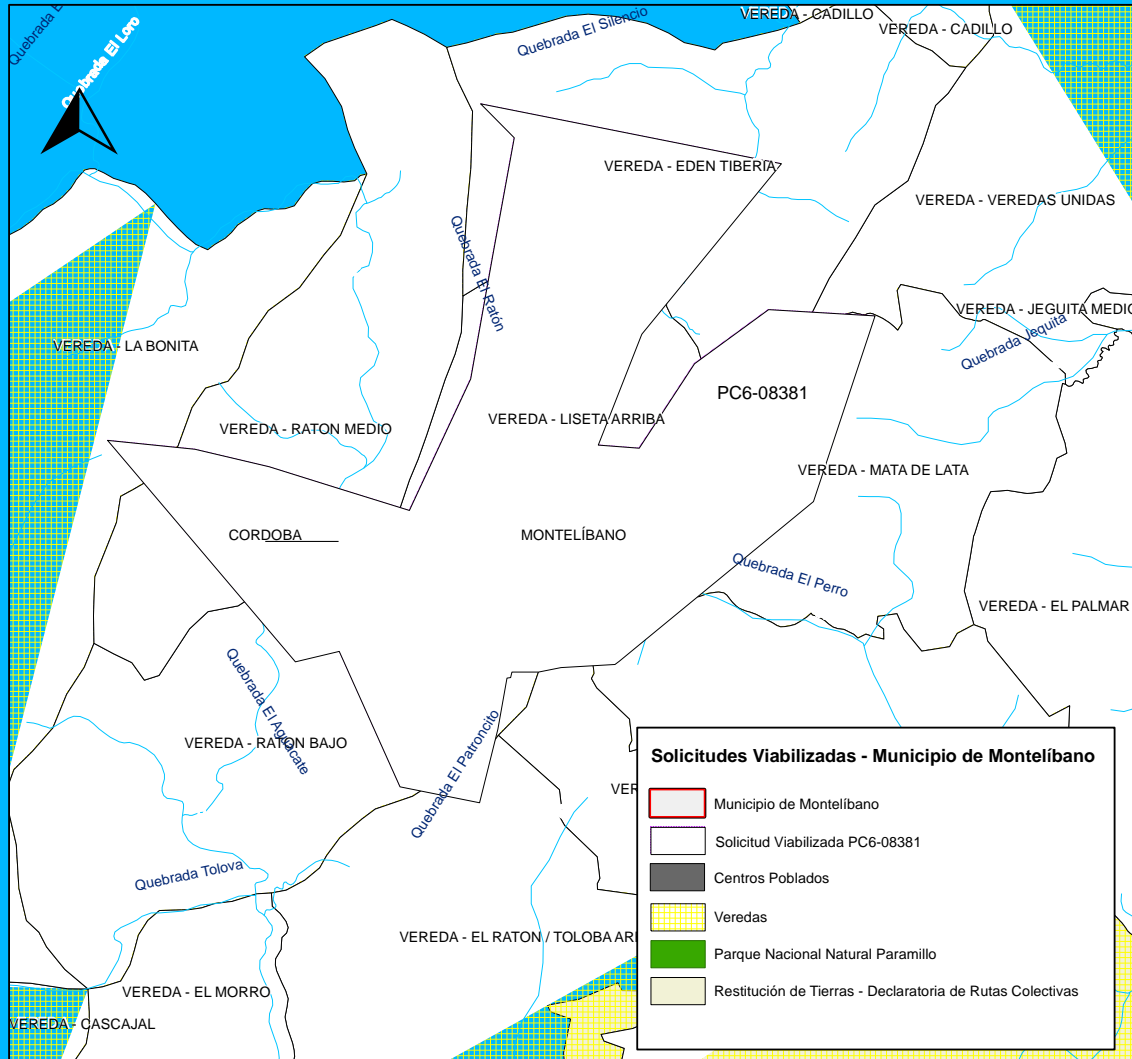 Quebrada E
Quebrada El Loro
Quebrada El Silencio
VEREDA - CADILLO
VEREDA - CADILLO
VEREDA - EDEN TIBERIA
VEREDA - VEREDAS UNIDAS
Quebrada El Ratón
VEREDA - JEGUITA MEDIO
Quebrada Jequita
VEREDA - LA BONITA
PC6-08381
VEREDA - RATON MEDIO
VEREDA - LISETA ARRIBA
VEREDA - MATA DE LATA
CORDOBA
MONTELÍBANO
Quebrada El Perro
VEREDA - EL PALMAR
Quebrada El Aguacate
VEREDA - RATON BAJO
Quebrada El Patroncito
VER
Quebrada Tolova
VEREDA - EL RATON / TOLOBA ARR
VEREDA - EL MORRO
VEREDA - CASCAJAL
Solicitudes Viabilizadas - Municipio de Montelíbano
Municipio de Montelíbano
Solicitud Viabilizada PC6-08381
Centros Poblados
Veredas
Parque Nacional Natural Paramillo
Restitución de Tierras - Declaratoria de Rutas Colectivas